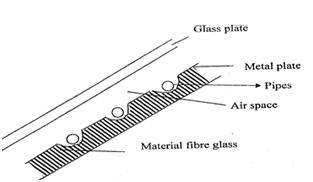 Glass plate
Metal plate
Pipes
Air space
Material fibre glass